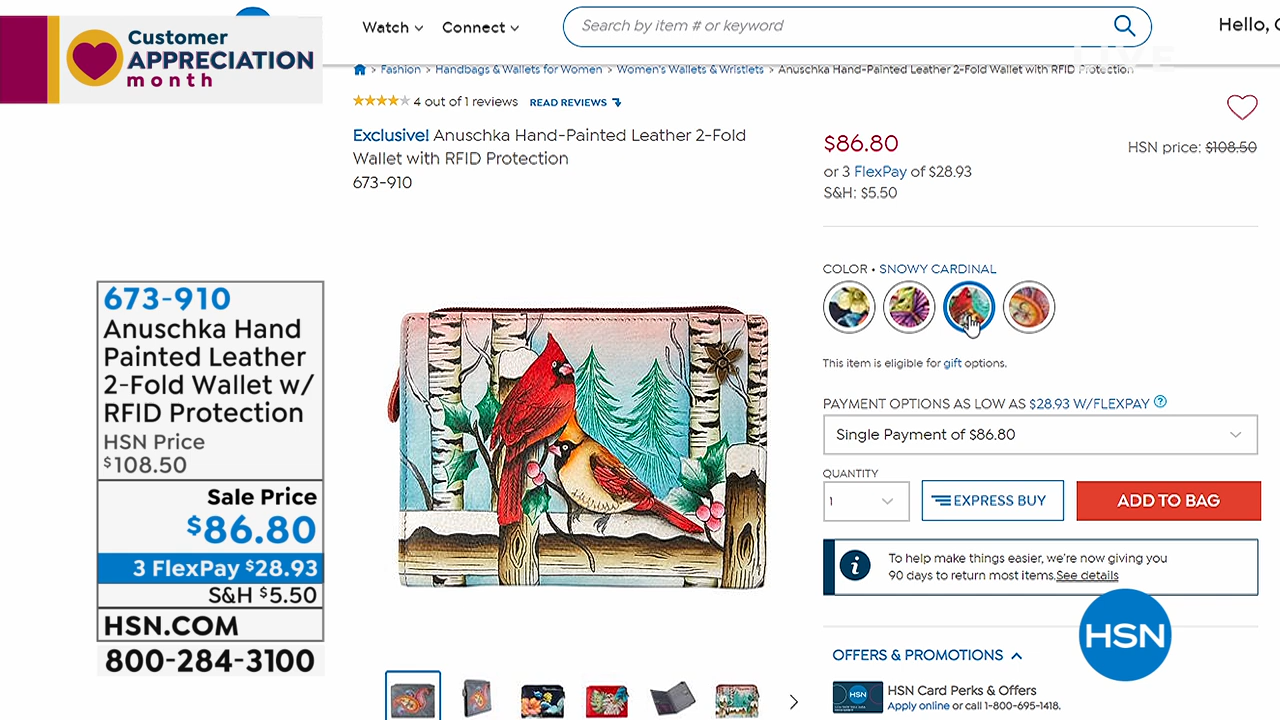 Customer
APPRECIATION
month
Watch
Connect
Search by item # or keyword
Hello,
LIVE
> Fashion > Handbags & Wallets for Women > Women's Wallets & Wristlets > Anuschka Hand-Painted Leather 2-Fold Wallet with RFID Protection
4 out of 1 reviews READ REVIEWS
Exclusive! Anuschka Hand-Painted Leather 2-Fold
Wallet with RFID Protection
673-910
$86.80
HSN price: $108.50
or 3 FlexPay of $28.93
S&H: $5.50
COLOR • SNOWY CARDINAL
This item is eligible for gift options.
PAYMENT OPTIONS AS LOW AS $28.93 W/FLEXPAY ?
Single Payment of $86.80
QUANTITY
1
EXPRESS BUY
ADD TO BAG
i
To help make things easier, we're now giving you
90 days to return most items. See details
OFFERS & PROMOTIONS
HSN
HSN Card Perks & Offers
Apply online or call 1-800-695-1418.
HSN
673-910
Anuschka Hand
Painted Leather
2-Fold Wallet w/
RFID Protection
HSN Price
$108.50
Sale Price
$86.80
3 FlexPay $28.93
S&H $5.50
HSN.COM
800-284-3100